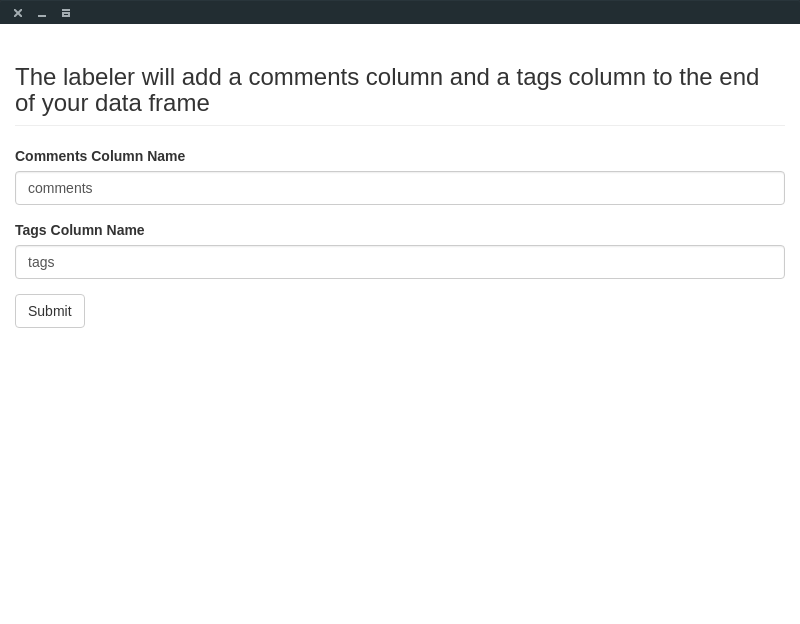 The labeler will add a comments column and a tags column to the end
of your data frame
Comments Column Name
comments
Tags Column Name
tags
Submit